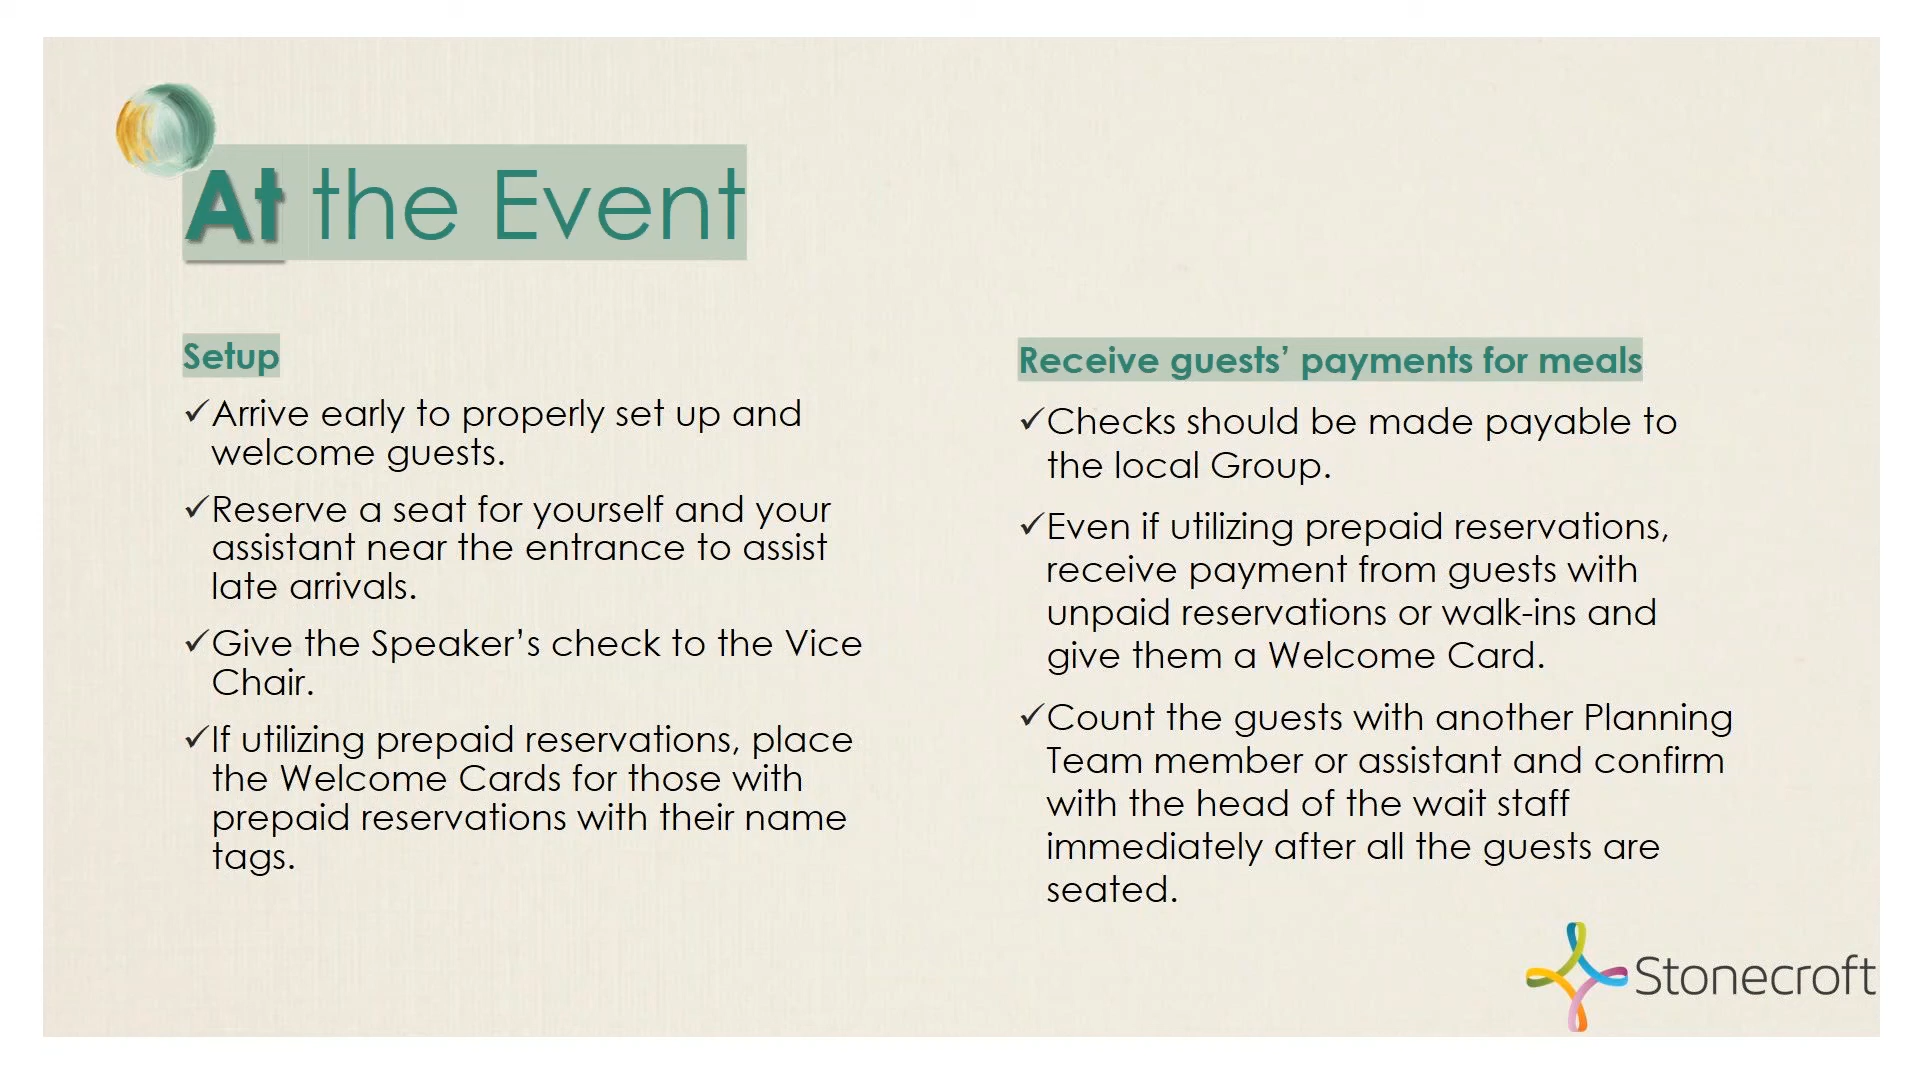 At the Event
Setup
✓Arrive early to properly set up and
welcome guests.
✓Reserve a seat for yourself and your
assistant near the entrance to assist
late arrivals.
✓Give the Speaker’s check to the Vice
Chair.
✓If utilizing prepaid reservations, place
the Welcome Cards for those with
prepaid reservations with their name
tags.
Receive guests’ payments for meals
✓Checks should be made payable to
the local Group.
✓Even if utilizing prepaid reservations,
receive payment from guests with
unpaid reservations or walk-ins and
give them a Welcome Card.
✓Count the guests with another Planning
Team member or assistant and confirm
with the head of the wait staff
immediately after all the guests are
seated.
Stonecroft